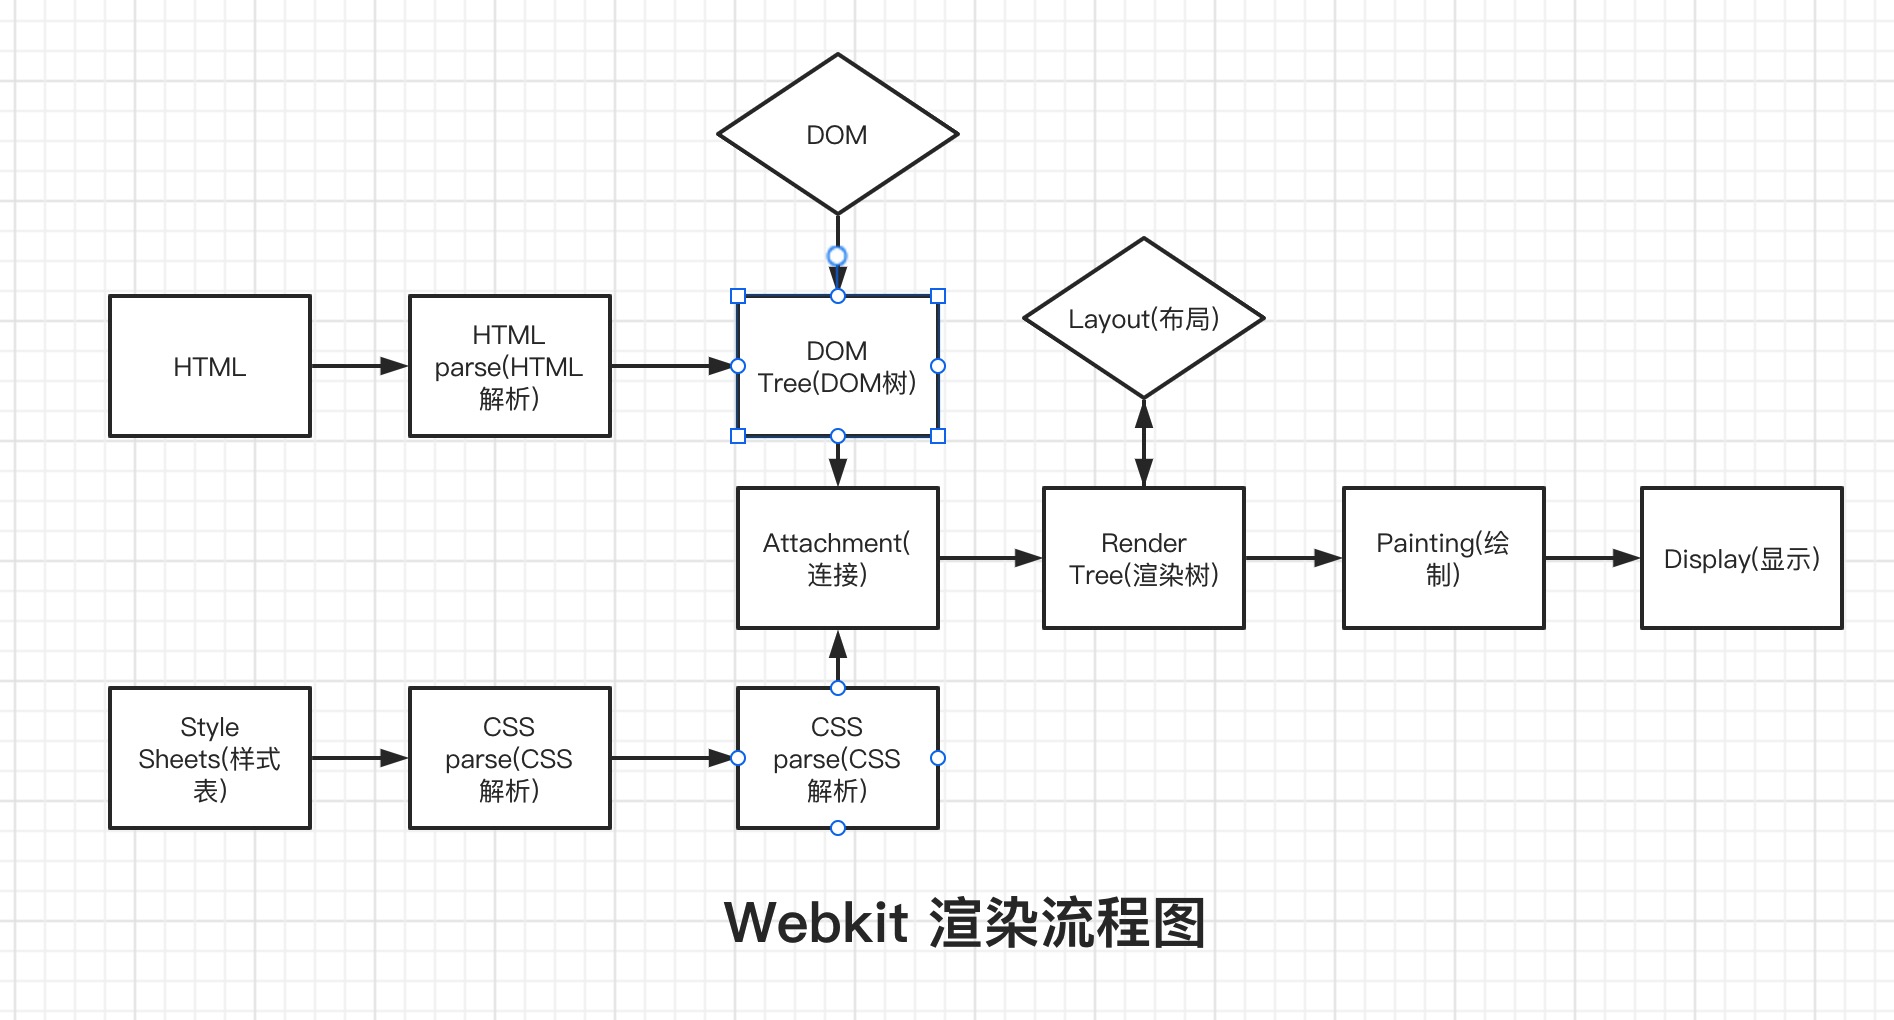 DOM
Layout(布局)
HTML
HTML
parse(HTML
解析)
DOM
Tree(DOM树)
Attachment(
连接)
Render
Tree(渲染树)
Painting(绘
制)
Display(显示)
Style
Sheets(样式
表)
CSS
parse(CSS
解析)
CSS
parse(CSS
解析)
Webkit 渲染流程图